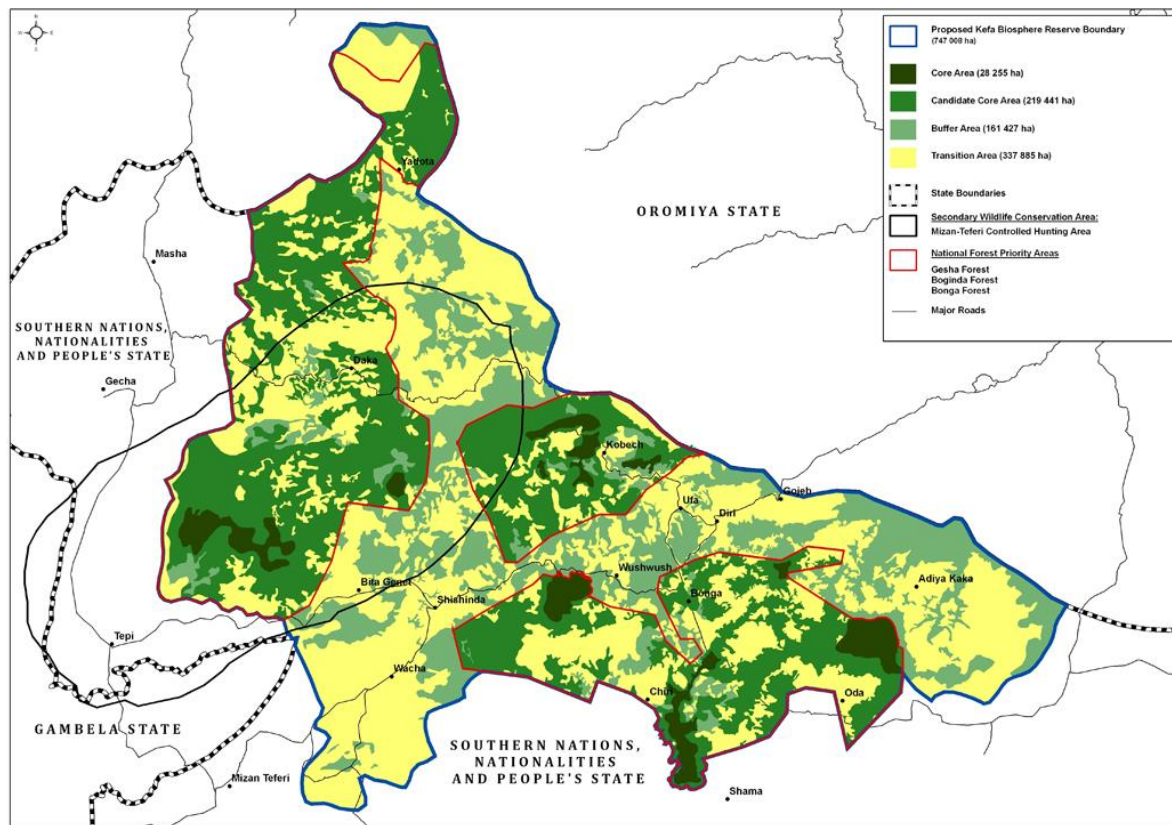 N
Proposed Kefa Biosphere Reserve Boundary
(747 008 ha)
Core Area (28 255 ha)
Candidate Core Area (219 441 ha)
Buffer Area (161 427 ha)
Transition Area (337 885 ha)
State Boundaries
Secondary Wildlife Conservation Area:
Mizan-Teferi Controlled Hunting Area
National Forest Priority Areas
Gesha Forest
Boginda Forest
Bonga Forest
Major Roads
Yadota
OROMIYA STATE
Masha
SOUTHERN NATIONS,
NATIONALITIES
AND PEOPLE'S STATE
Daka
Gecha
Kobech
Ufa
Gojeb
Diri
Wushwush
Adiya Kaka
Bita Genet
Bonga
Shishinda
Tepi
Wacha
Chiri
Oda
GAMBELA STATE
SOUTHERN NATIONS,
NATIONALITIES
AND PEOPLE'S STATE
Mizan Teferi
Shama